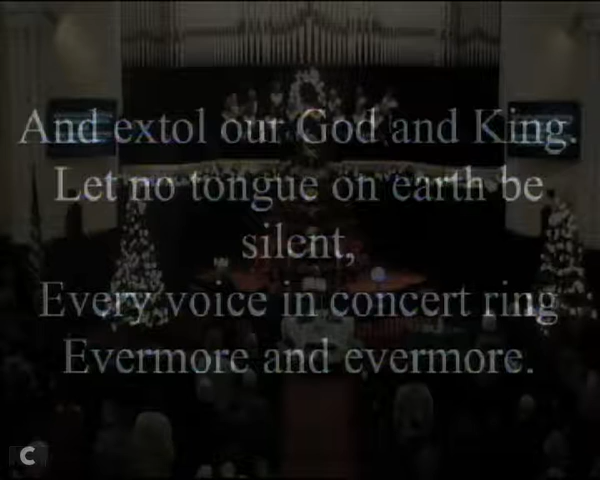 And extol our God and King.
Let no tongue on earth be
silent,
Every voice in concert ring
Evermore and evermore.
C